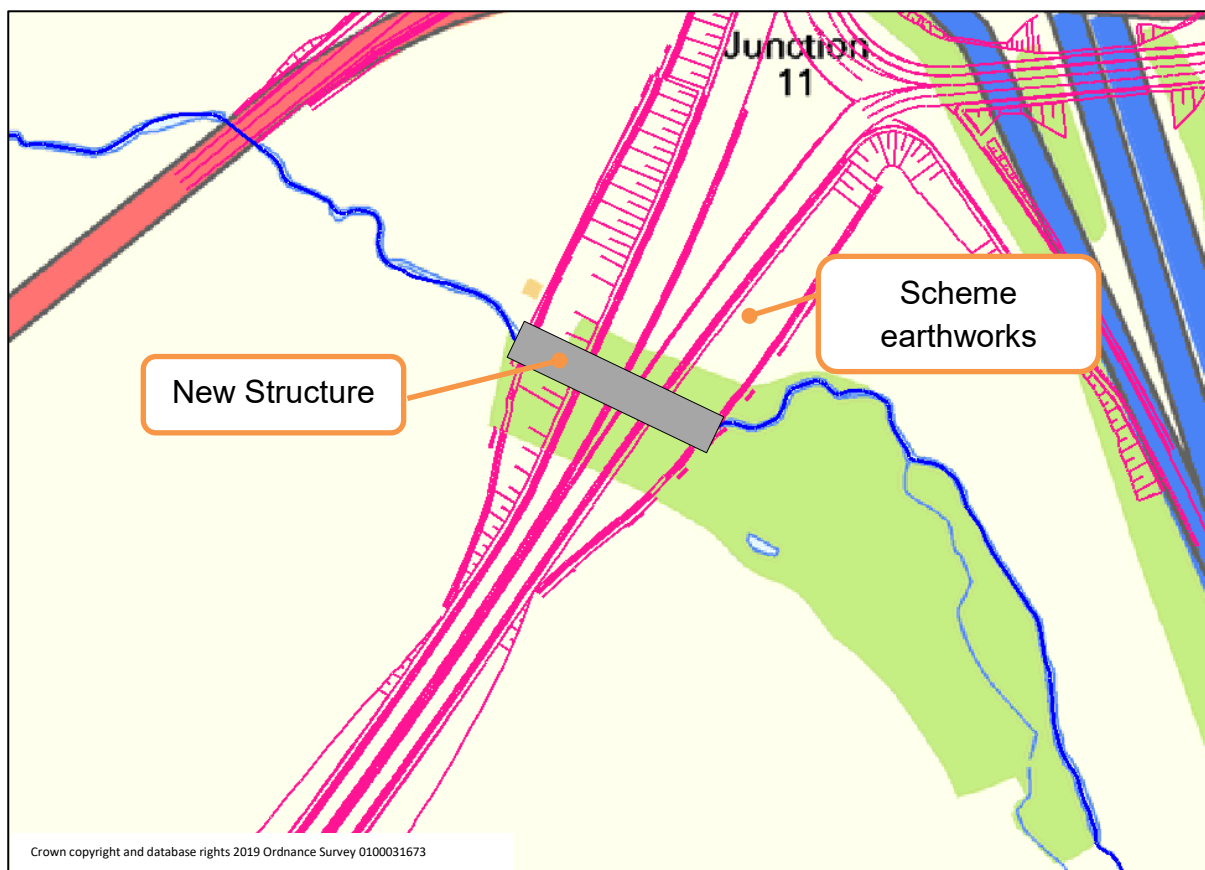 Junction
11
Scheme
earthworks
New Structure
Crown copyright and database rights 2019 Ordnance Survey 0100031673